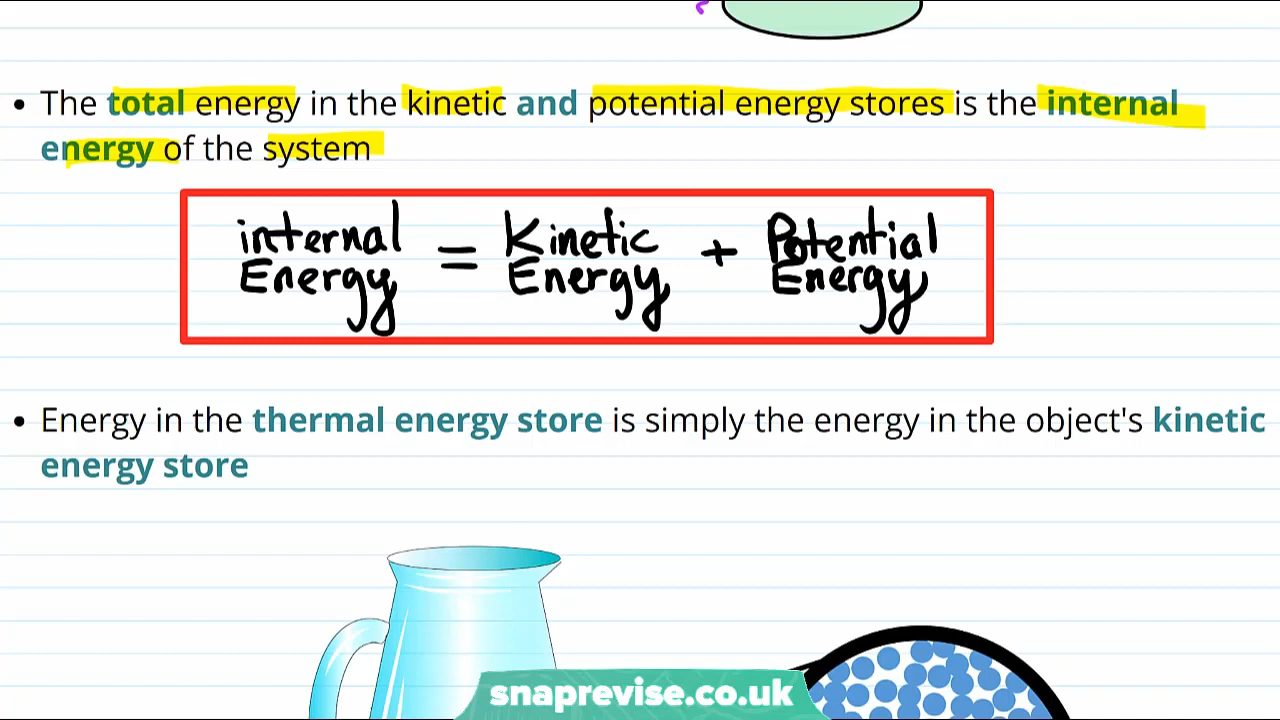 • The total energy in the kinetic and potential energy stores is the internal
energy of the system
internal Energy = Kinetic Energy + Potential Energy
• Energy in the thermal energy store is simply the energy in the object's kinetic
energy store
snaprevise.co.uk